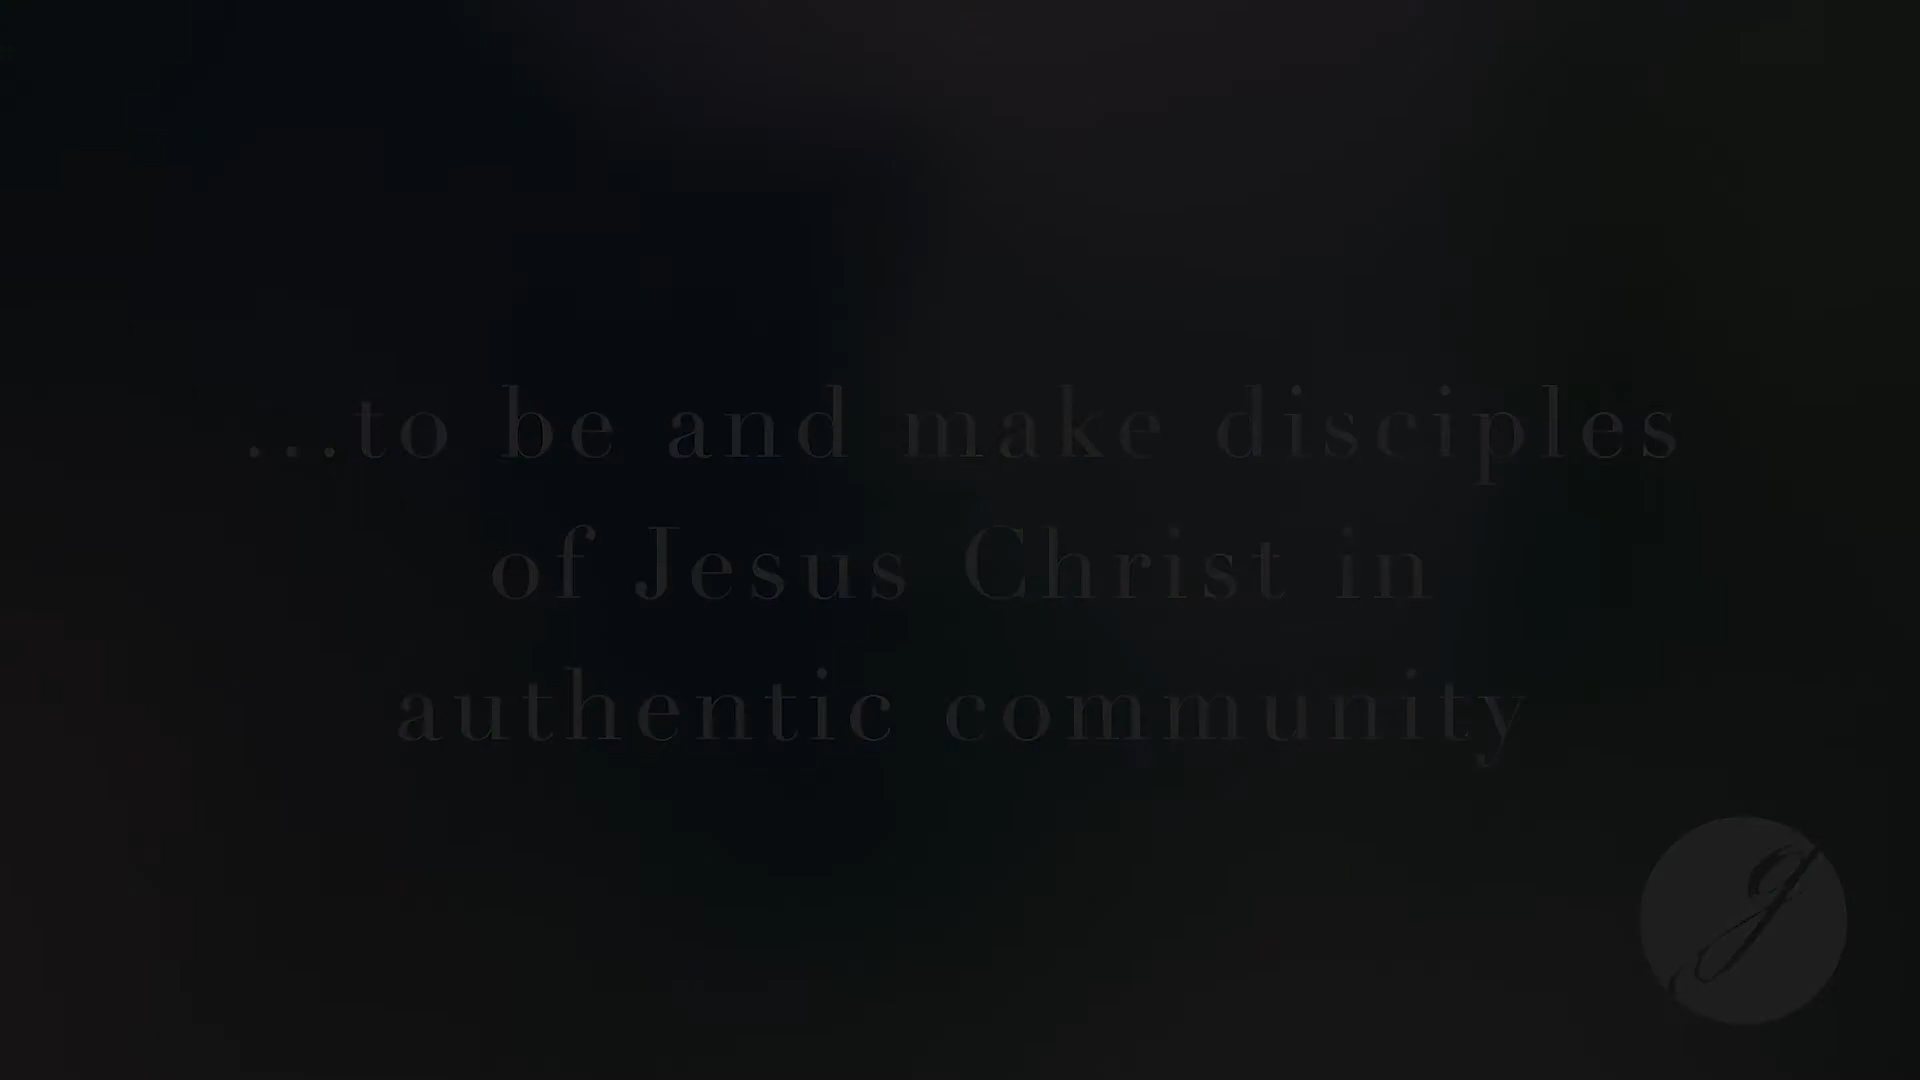 ...to be and make disciples
of Jesus Christ in
authentic community
g